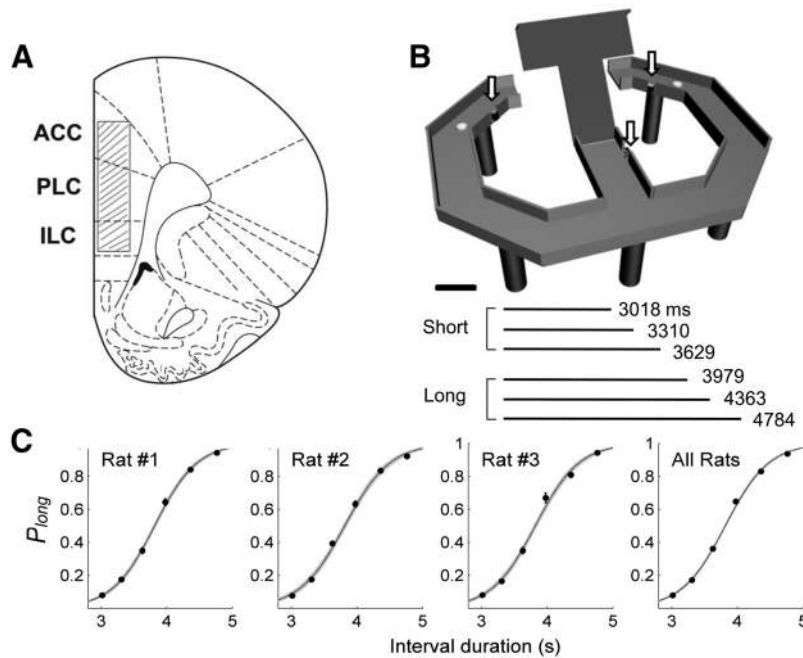 A
ACC
PLC
ILC
B
Short
3018 ms
3310
3629
Long
3979
4363
4784
C
Rat #1
Rat #2
Rat #3
All Rats
P_long
0.8
0.6
0.4
0.2
0.8
0.6
0.4
0.2
1
0.8
0.6
0.4
0.2
1
0.8
0.6
0.4
0.2
3 4 5
3 4 5
3 4 5
3 4 5
Interval duration (s)